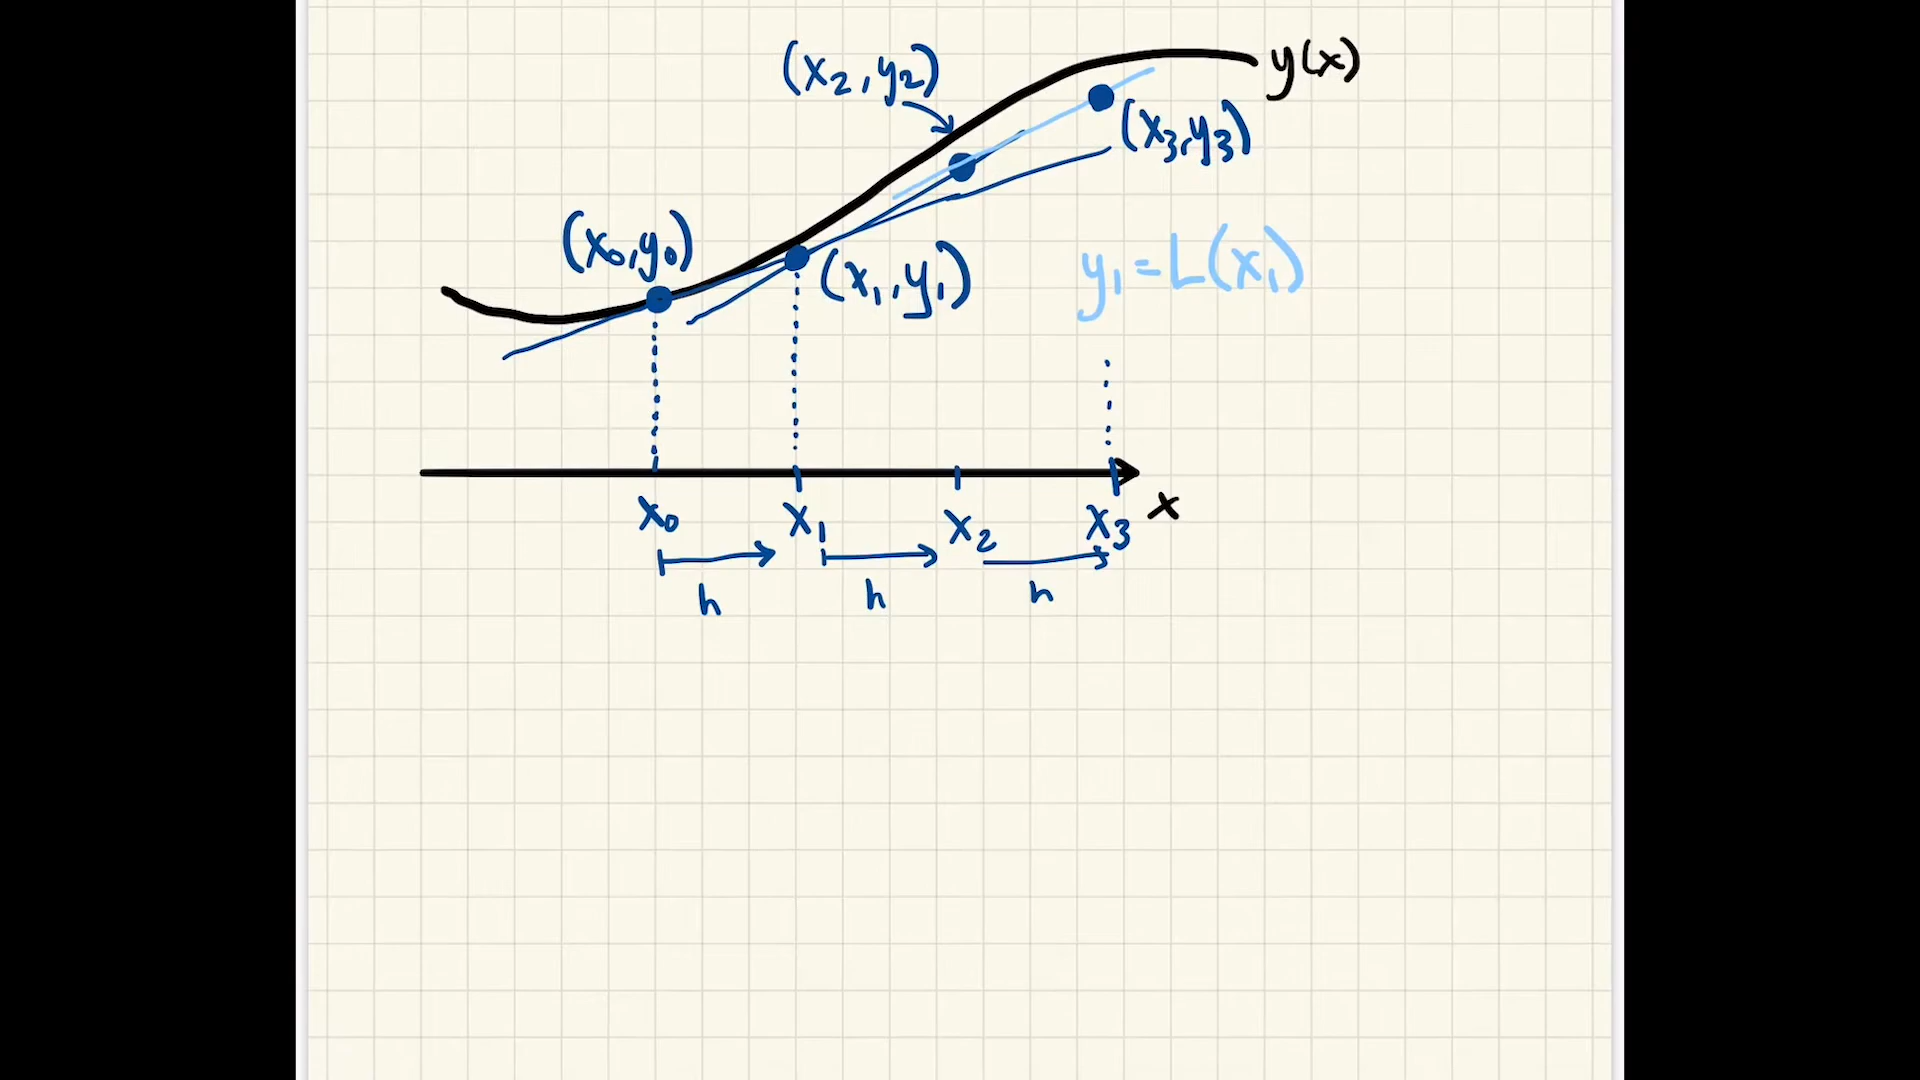 y(x)
(x₂, y₂)
(x₃, y₃)
(x₀, y₀)
(x₁, y₁)
y₁ = L(x₁)
x₀ x₁ x₂ x₃ x
h h h